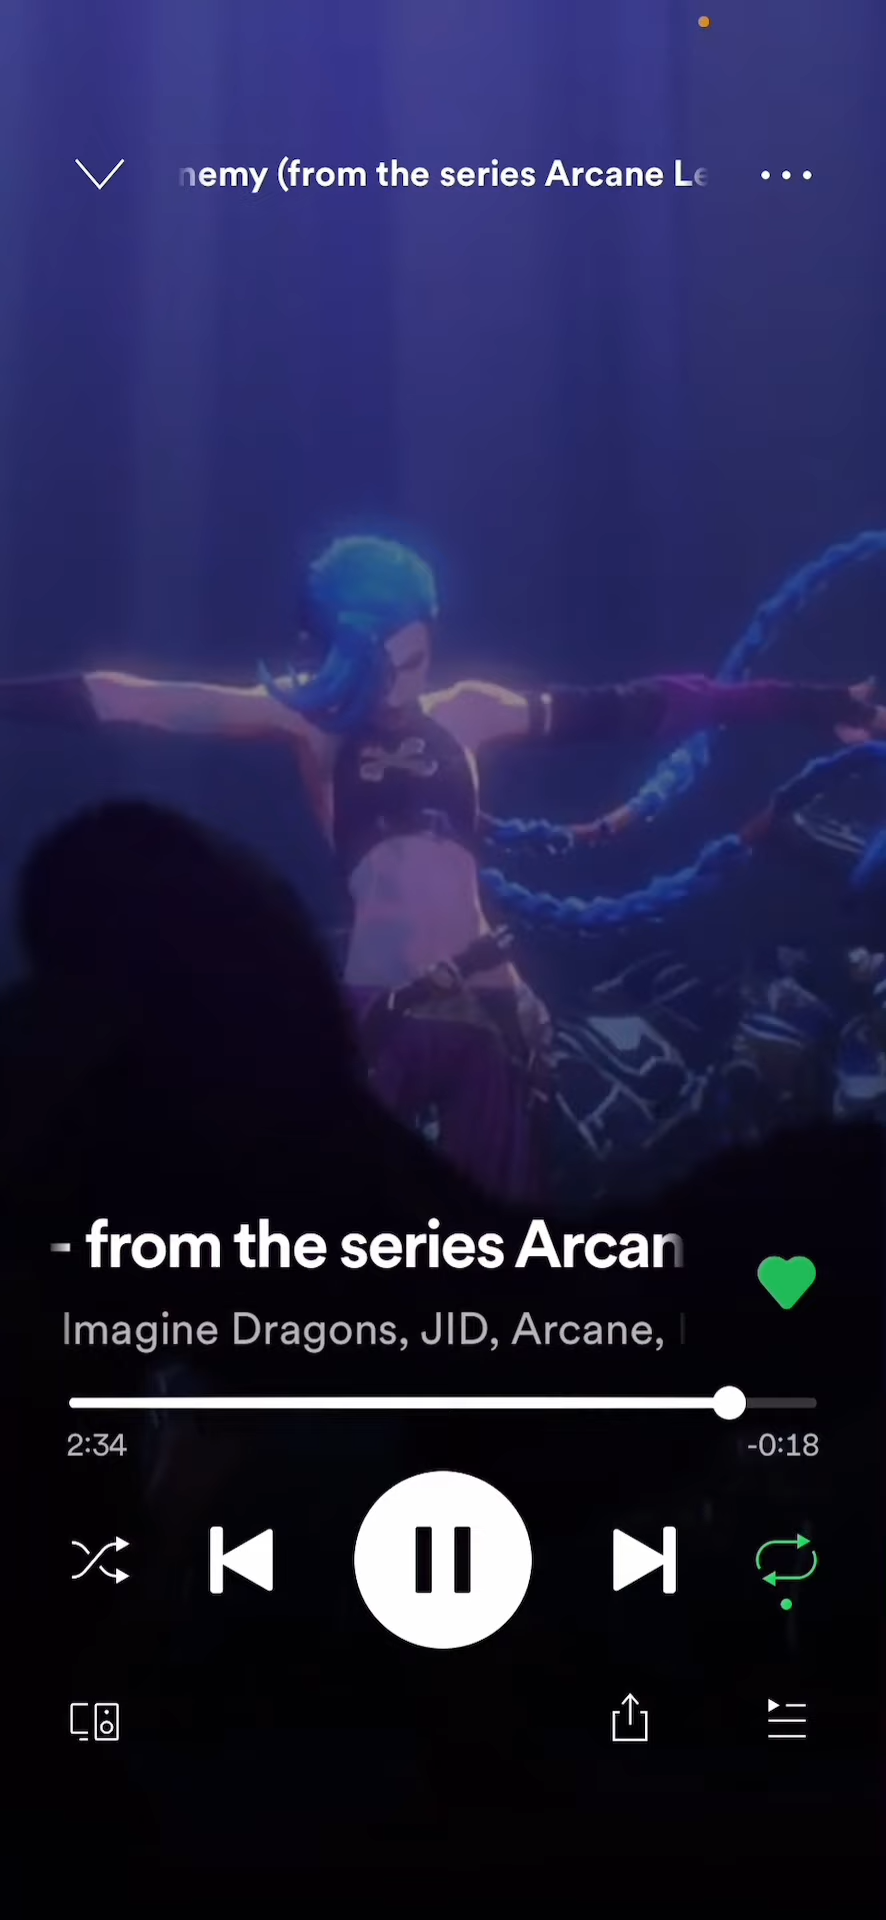 nemy (from the series Arcane Le
- from the series Arcan
Imagine Dragons, JID, Arcane,
2:34
-0:18